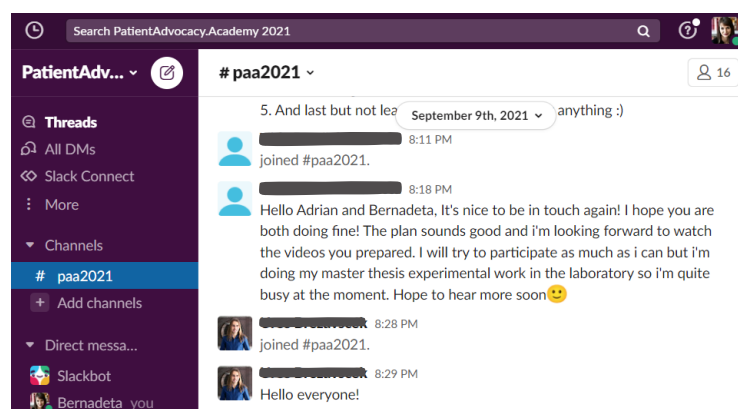 Search PatientAdvocacy.Academy 2021
PatientAdv...
# paa2021
16
Threads
All DMs
Slack Connect
More
Channels
# paa2021
+ Add channels
Direct messa...
Slackbot
Bernadeta you
5. And last but not lea
September 9th, 2021
anything :)
8:11 PM
joined #paa2021.
8:18 PM
Hello Adrian and Bernadeta, It's nice to be in touch again! I hope you are
both doing fine! The plan sounds good and i'm looking forward to watch
the videos you prepared. I will try to participate as much as i can but i'm
doing my master thesis experimental work in the laboratory so i'm quite
busy at the moment. Hope to hear more soon🙂
8:28 PM
joined #paa2021.
8:29 PM
Hello everyone!